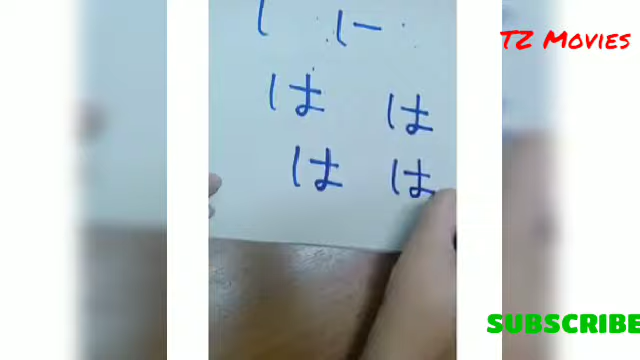 TZ Movies
は は
は は
SUBSCRIBE